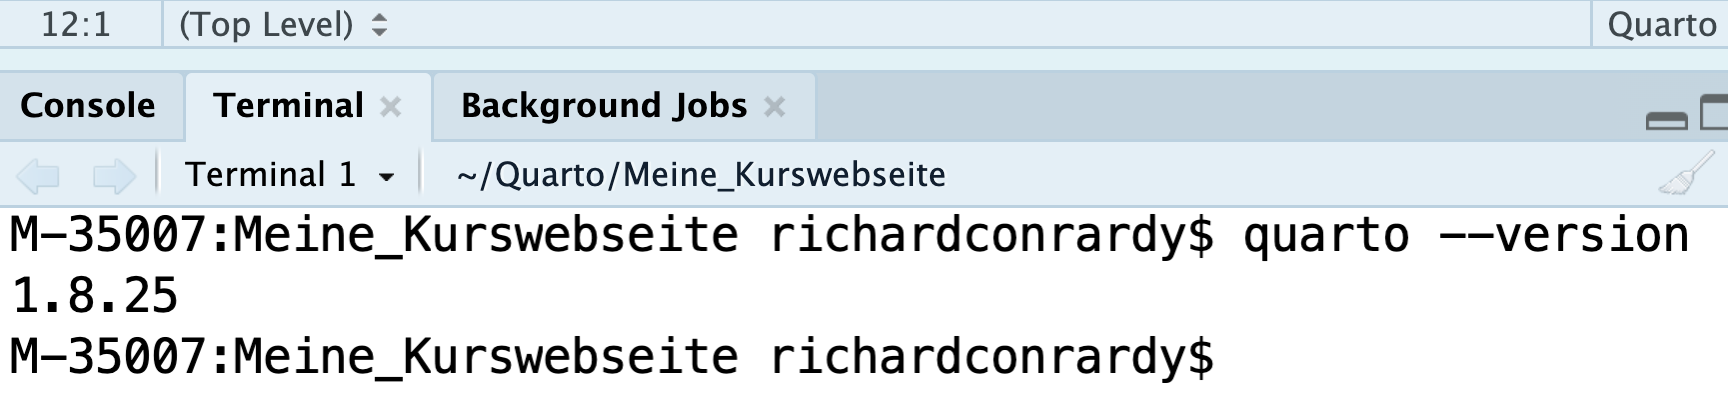 12:1 (Top Level) Quarto
Console Terminal Background Jobs
Terminal 1 ~/Quarto/Meine_Kurswebseite
M-35007:Meine_Kurswebseite richardconrardy$ quarto --version
1.8.25
M-35007:Meine_Kurswebseite richardconrardy$